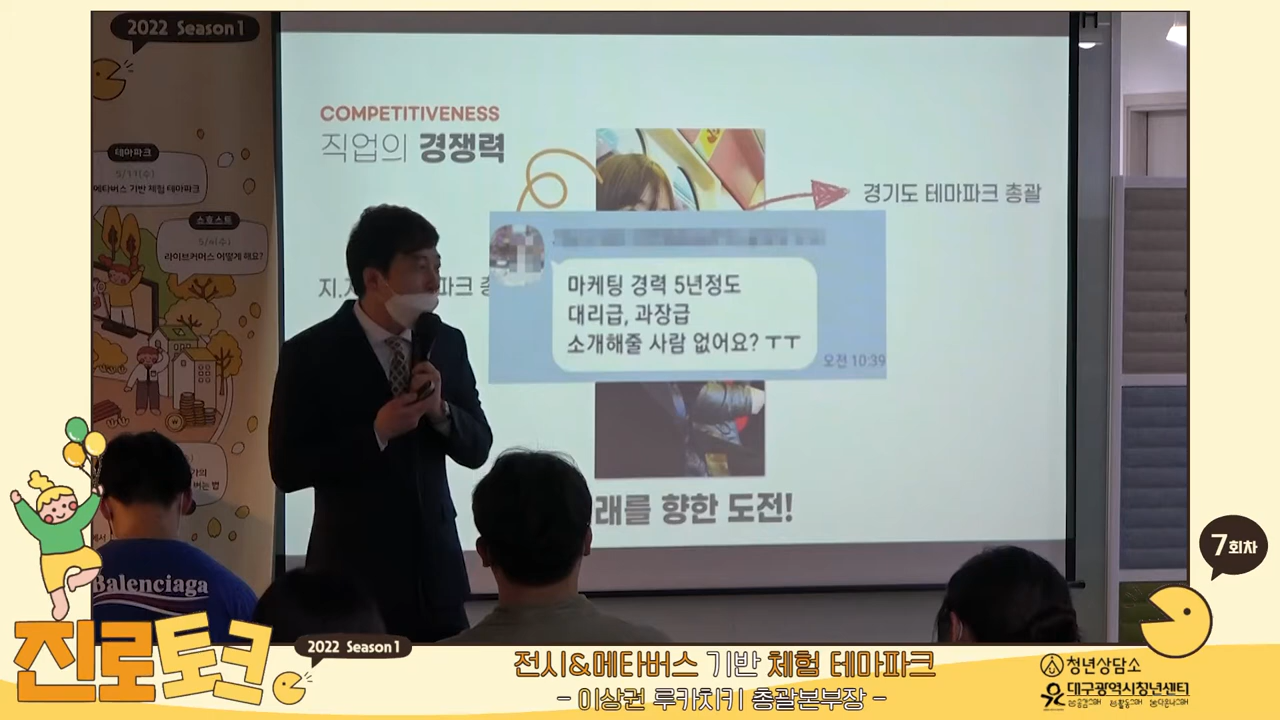 2022 Season 1
테마파크
5/11(수)
메타버스 기반 체험 테마파크
쇼호스트
5/4(수)
라이브커머스 어떻게 해요?
버는 법
COMPETITIVENESS
직업의 경쟁력
경기도 테마파크 총괄
마케팅 경력 5년정도
대리급, 과장급
소개해줄 사람 없어요? ㅜㅜ
오전 10:39
래를 향한 도전!
Balenciaga
7회차
진로토크
2022 Season 1
전시&메타버스 기반 체험 테마파크
- 이상권 루카치키 총괄본부장 -
청년상담소
대구광역시청년센터